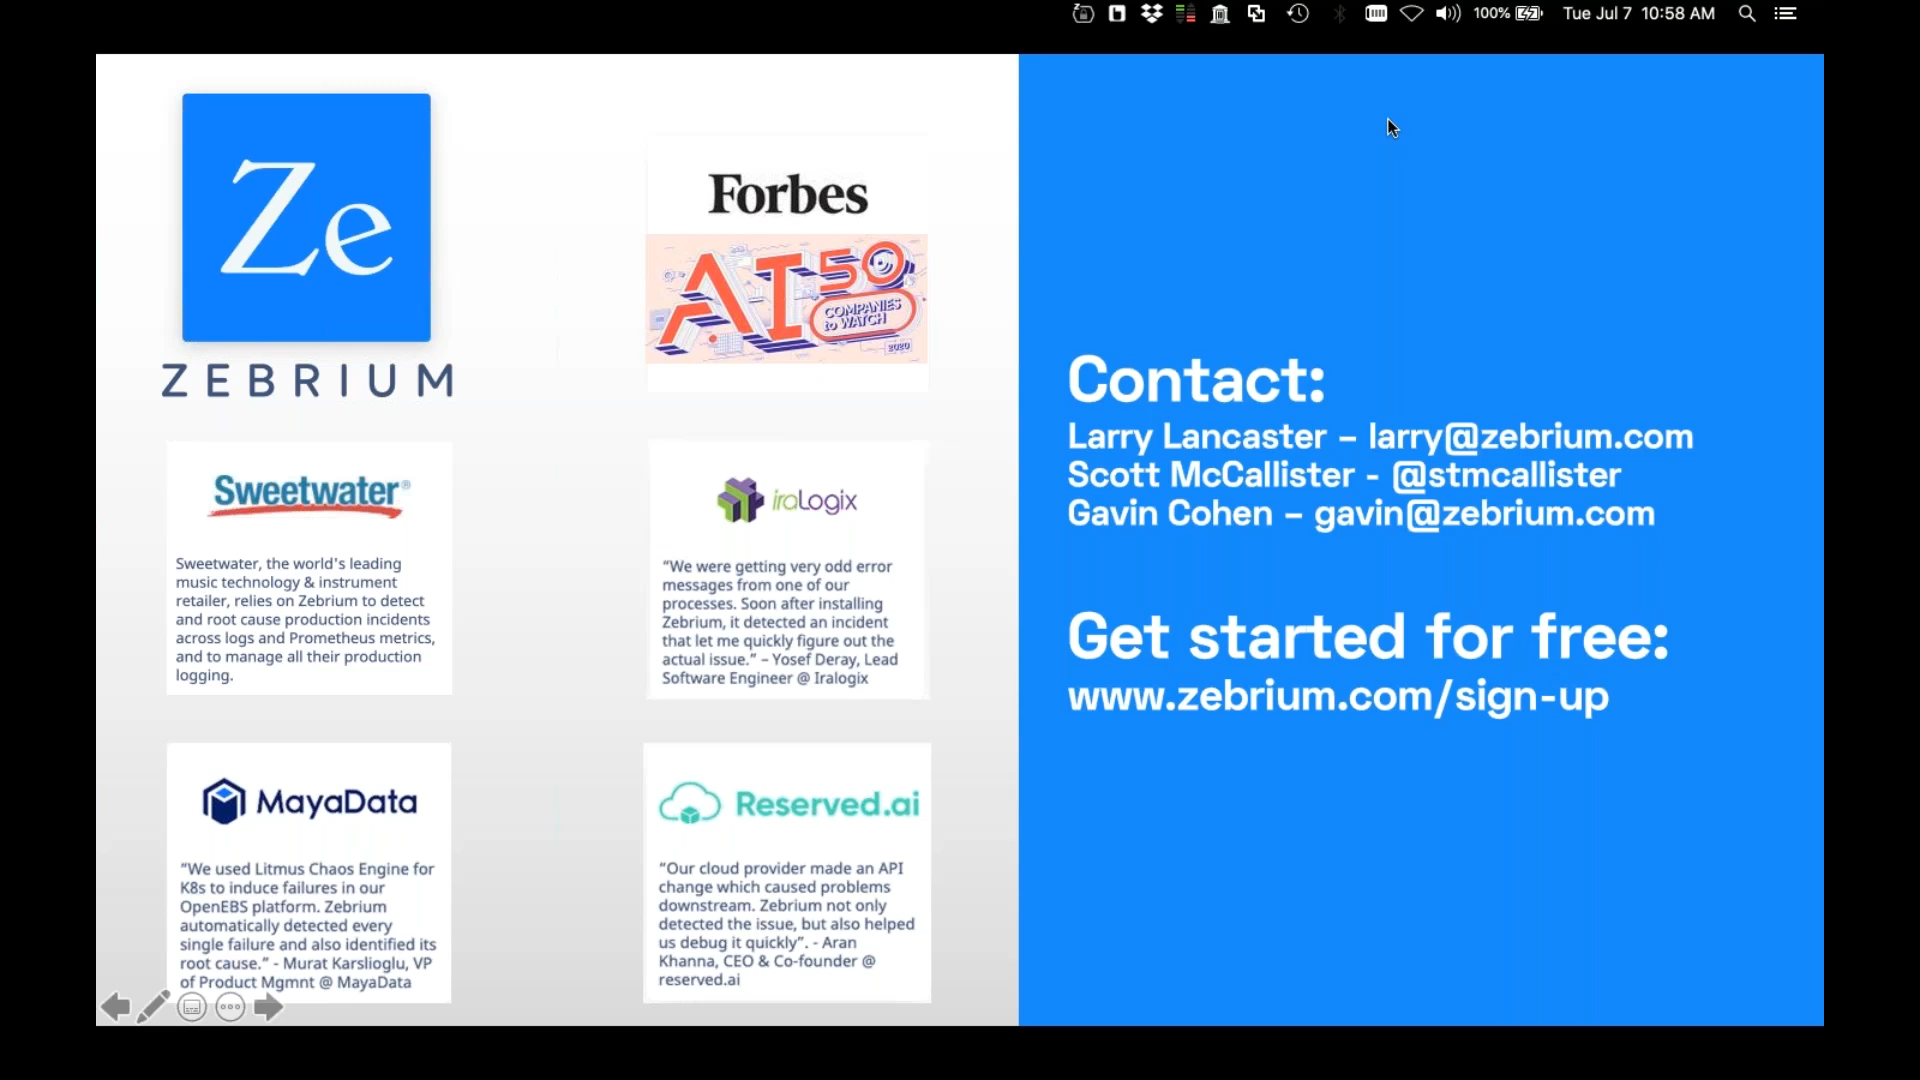 100% Tue Jul 7 10:58 AM
Ze
ZEBRIUM
Forbes
AI 50
COMPANIES
to WATCH
2020
Sweetwater®
Sweetwater, the world's leading
music technology & instrument
retailer, relies on Zebrium to detect
and root cause production incidents
across logs and Prometheus metrics,
and to manage all their production
logging.
iraLogix
“We were getting very odd error
messages from one of our
processes. Soon after installing
Zebrium, it detected an incident
that let me quickly figure out the
actual issue.” – Yosef Deray, Lead
Software Engineer @ Iralogix
MayaData
“We used Litmus Chaos Engine for
K8s to induce failures in our
OpenEBS platform. Zebrium
automatically detected every
single failure and also identified its
root cause.” - Murat Karslioglu, VP
of Product Mgmnt @ MayaData
Reserved.ai
“Our cloud provider made an API
change which caused problems
downstream. Zebrium not only
detected the issue, but also helped
us debug it quickly”. - Aran
Khanna, CEO & Co-founder @
reserved.ai
Contact:
Larry Lancaster – larry@zebrium.com
Scott McCallister - @stmcallister
Gavin Cohen – gavin@zebrium.com
Get started for free:
www.zebrium.com/sign-up